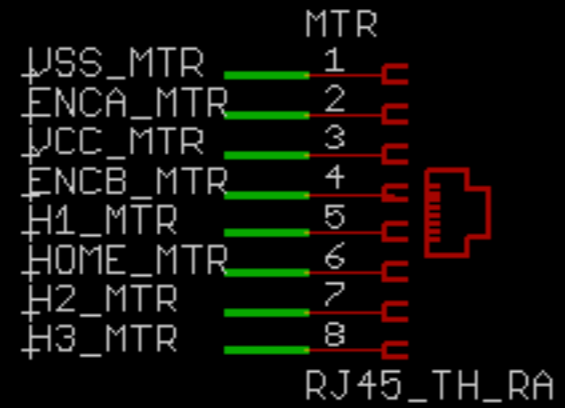 MTR
VSS_MTR 1
ENCA_MTR 2
VCC_MTR 3
ENCB_MTR 4
H1_MTR 5
HOME_MTR 6
H2_MTR 7
H3_MTR 8
RJ45_TH_RA